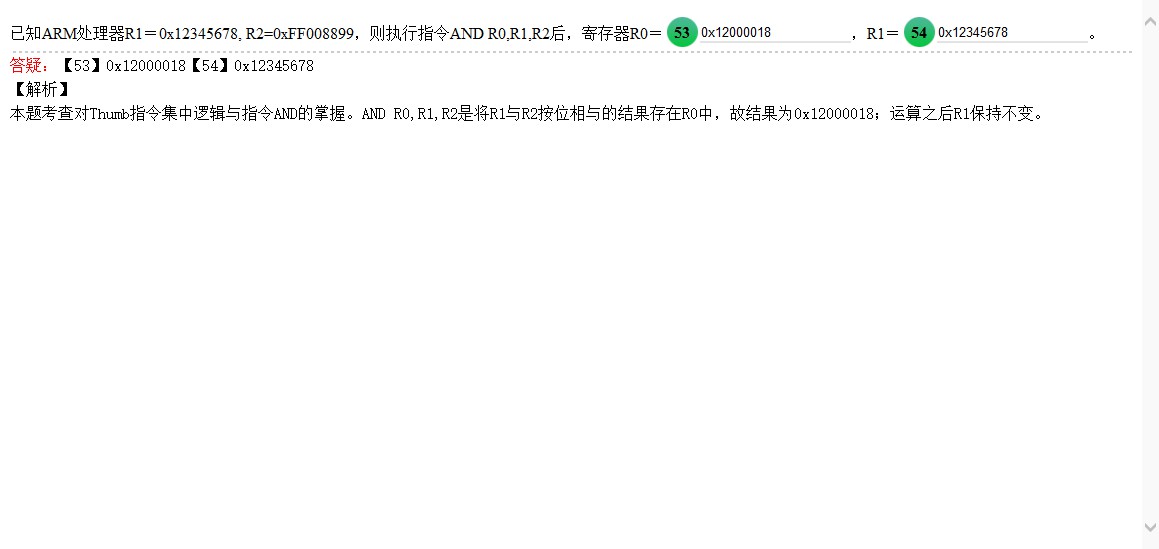 已知ARM处理器R1＝0x12345678, R2=0xFF008899，则执行指令AND R0,R1,R2后，寄存器R0＝ 53 0x12000018 ，R1＝ 54 0x12345678 。
答疑：【53】0x12000018【54】0x12345678
【解析】
本题考查对Thumb指令集中逻辑与指令AND的掌握。AND R0,R1,R2是将R1与R2按位相与的结果存在R0中，故结果为0x12000018；运算之后R1保持不变。